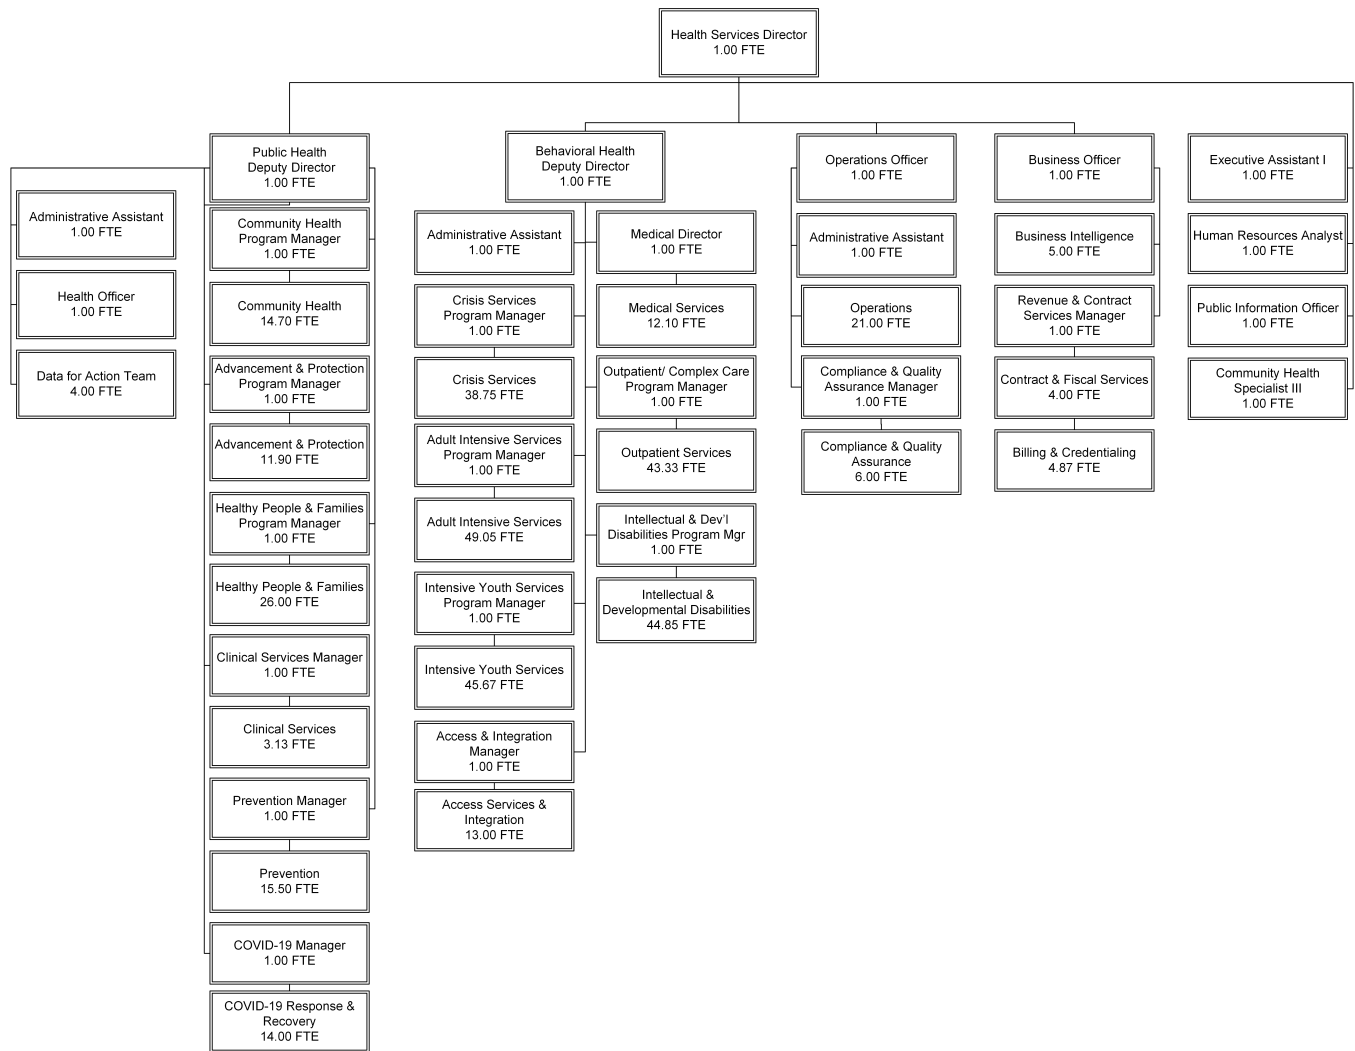 Health Services Director
1.00 FTE
Public Health
Deputy Director
1.00 FTE
Administrative Assistant
1.00 FTE
Health Officer
1.00 FTE
Data for Action Team
4.00 FTE
Community Health
Program Manager
1.00 FTE
Community Health
14.70 FTE
Advancement & Protection
Program Manager
1.00 FTE
Advancement & Protection
11.90 FTE
Healthy People & Families
Program Manager
1.00 FTE
Healthy People & Families
26.00 FTE
Clinical Services Manager
1.00 FTE
Clinical Services
3.13 FTE
Prevention Manager
1.00 FTE
Prevention
15.50 FTE
COVID-19 Manager
1.00 FTE
COVID-19 Response &
Recovery
14.00 FTE
Behavioral Health
Deputy Director
1.00 FTE
Administrative Assistant
1.00 FTE
Crisis Services
Program Manager
1.00 FTE
Crisis Services
38.75 FTE
Adult Intensive Services
Program Manager
1.00 FTE
Adult Intensive Services
49.05 FTE
Intensive Youth Services
Program Manager
1.00 FTE
Intensive Youth Services
45.67 FTE
Access & Integration
Manager
1.00 FTE
Access Services &
Integration
13.00 FTE
Medical Director
1.00 FTE
Medical Services
12.10 FTE
Outpatient/ Complex Care
Program Manager
1.00 FTE
Outpatient Services
43.33 FTE
Intellectual & Dev’l
Disabilities Program Mgr
1.00 FTE
Intellectual &
Developmental Disabilities
44.85 FTE
Operations Officer
1.00 FTE
Administrative Assistant
1.00 FTE
Operations
21.00 FTE
Compliance & Quality
Assurance Manager
1.00 FTE
Compliance & Quality
Assurance
6.00 FTE
Business Officer
1.00 FTE
Business Intelligence
5.00 FTE
Revenue & Contract
Services Manager
1.00 FTE
Contract & Fiscal Services
4.00 FTE
Billing & Credentialing
4.87 FTE
Executive Assistant I
1.00 FTE
Human Resources Analyst
1.00 FTE
Public Information Officer
1.00 FTE
Community Health
Specialist III
1.00 FTE